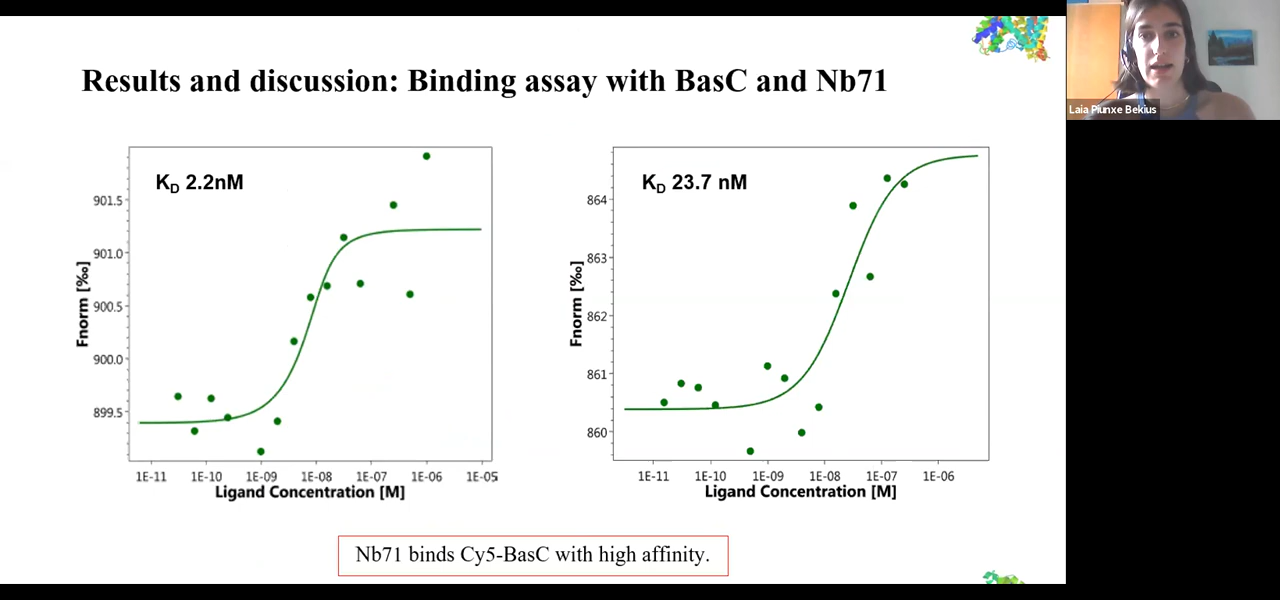 Results and discussion: Binding assay with BasC and Nb71
Laia Piunxe Bekius
KD 2.2nM
901.5
901.0
900.5
900.0
899.5
Fnorm [‰]
1E-11 1E-10 1E-09 1E-08 1E-07 1E-06 1E-05
Ligand Concentration [M]
KD 23.7 nM
864
863
862
861
860
Fnorm [‰]
1E-11 1E-10 1E-09 1E-08 1E-07 1E-06
Ligand Concentration [M]
Nb71 binds Cy5-BasC with high affinity.